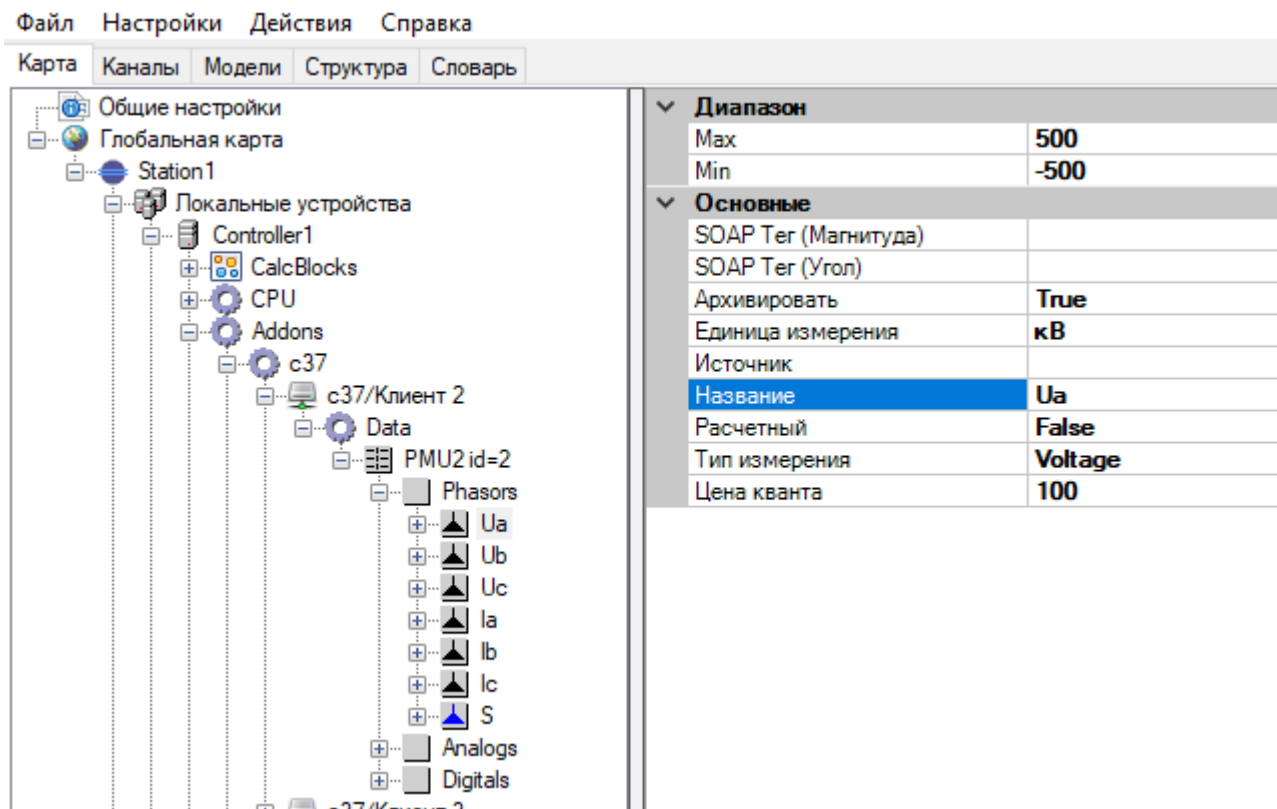 Файл Настройки Действия Справка
Карта Каналы Модели Структура Словарь
Общие настройки
Глобальная карта
Station1
Локальные устройства
Controller1
CalcBlocks
CPU
Addons
c37
c37/Клиент 2
Data
PMU2 id=2
Phasors
Ua
Ub
Uc
Ia
Ib
Ic
S
Analogs
Digitals
c37/Клиент
Диапазон
Max 500
Min -500
Основные
SOAP Тег (Магнитуда)
SOAP Тег (Угол)
Архивировать True
Единица измерения кВ
Источник
Название Ua
Расчетный False
Тип измерения Voltage
Цена кванта 100